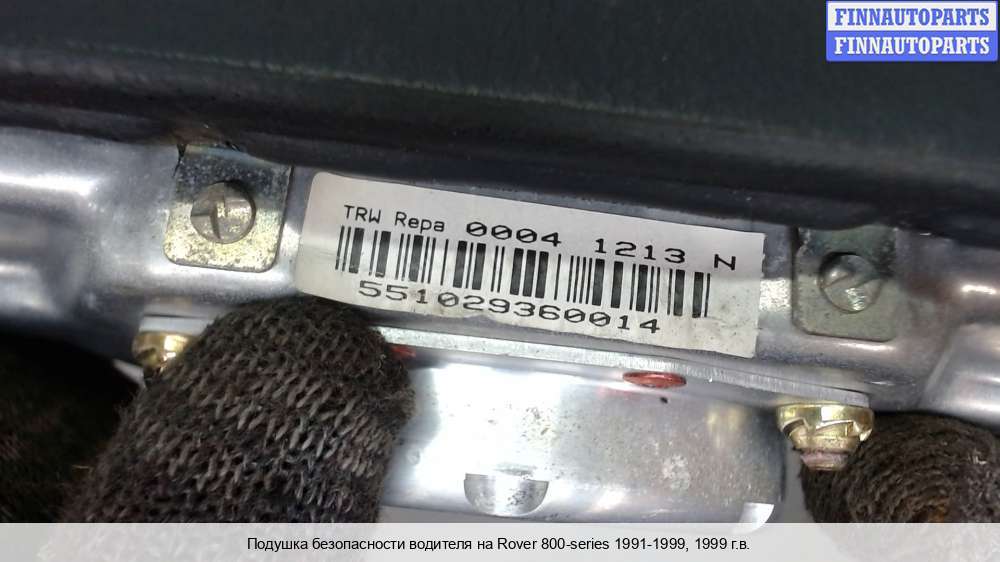 FINNAUTOPARTS
FINNAUTOPARTS
TRW Repa 0004 1213 N
551029360014
Подушка безопасности водителя на Rover 800-series 1991-1999, 1999 г.в.